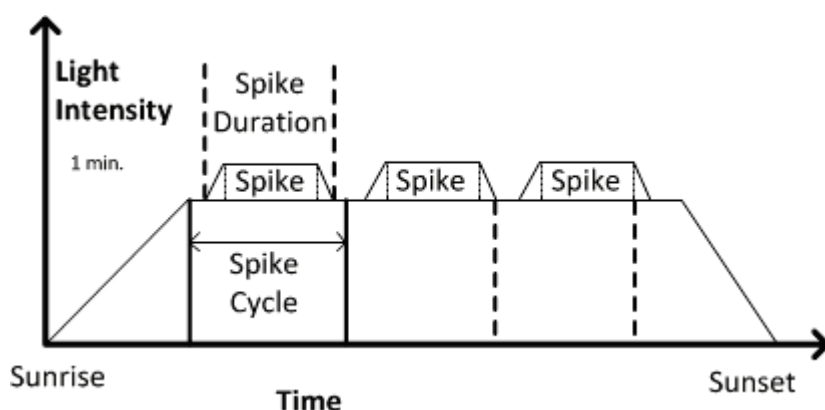 Light
Intensity
1 min.
Spike
Duration
Spike
Spike
Spike
Spike
Cycle
Sunrise
Time
Sunset